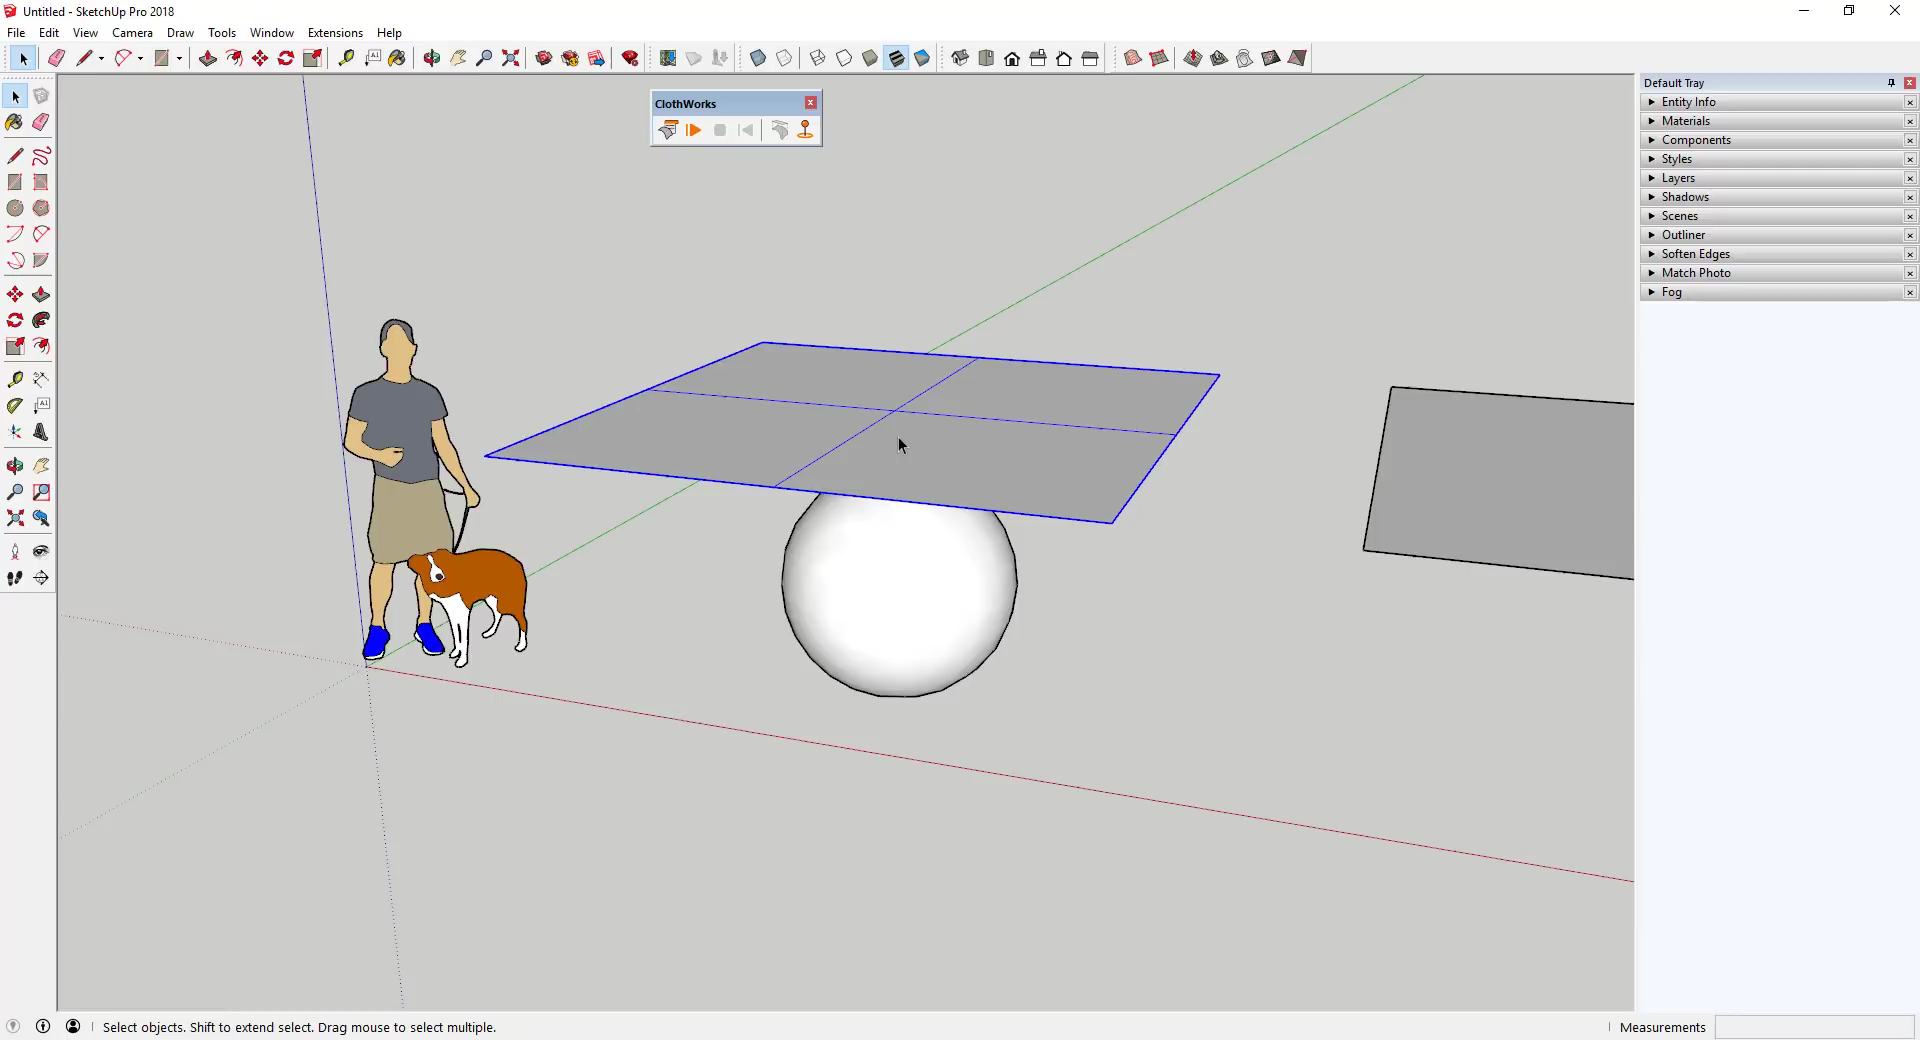 Untitled - SketchUp Pro 2018
File Edit View Camera Draw Tools Window Extensions Help
ClothWorks
Default Tray
Entity Info
Materials
Components
Styles
Layers
Shadows
Scenes
Outliner
Soften Edges
Match Photo
Fog
Select objects. Shift to extend select. Drag mouse to select multiple.
Measurements